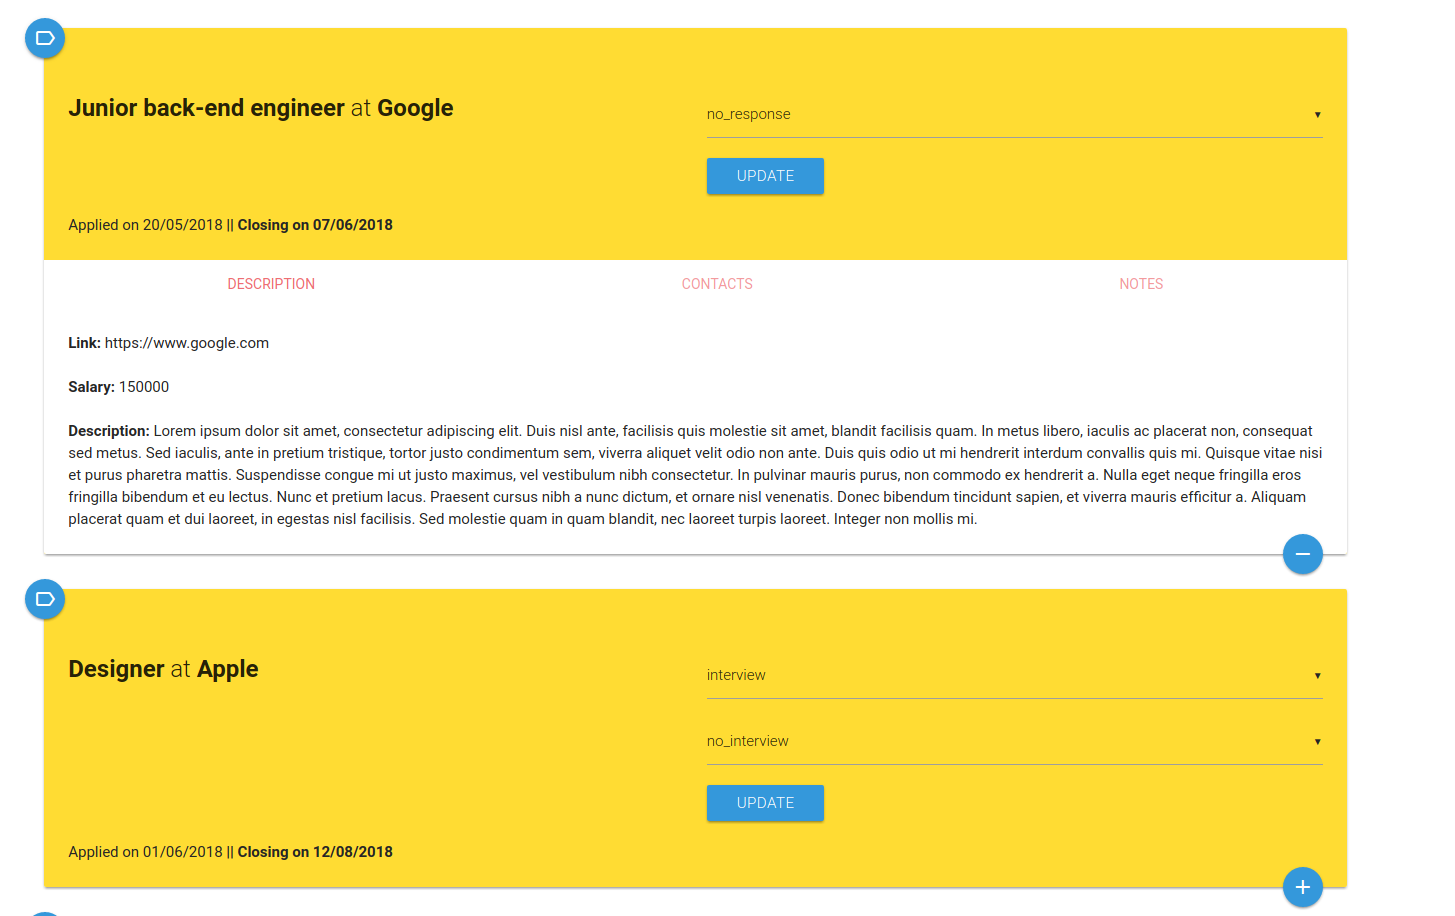 Junior back-end engineer at Google
no_response
UPDATE
Applied on 20/05/2018 || Closing on 07/06/2018
DESCRIPTION CONTACTS NOTES
Link: https://www.google.com
Salary: 150000
Description: Lorem ipsum dolor sit amet, consectetur adipiscing elit. Duis nisl ante, facilisis quis molestie sit amet, blandit facilisis quam. In metus libero, iaculis ac placerat non, consequat
sed metus. Sed iaculis, ante in pretium tristique, tortor justo condimentum sem, viverra aliquet velit odio non ante. Duis quis odio ut mi hendrerit interdum convallis quis mi. Quisque vitae nisi
et purus pharetra mattis. Suspendisse congue mi ut justo maximus, vel vestibulum nibh consectetur. In pulvinar mauris purus, non commodo ex hendrerit a. Nulla eget neque fringilla eros
fringilla bibendum et eu lectus. Nunc et pretium lacus. Praesent cursus nibh a nunc dictum, et ornare nisl venenatis. Donec bibendum tincidunt sapien, et viverra mauris efficitur a. Aliquam
placerat quam et dui laoreet, in egestas nisl facilisis. Sed molestie quam in quam blandit, nec laoreet turpis laoreet. Integer non mollis mi.
Designer at Apple
interview
no_interview
UPDATE
Applied on 01/06/2018 || Closing on 12/08/2018